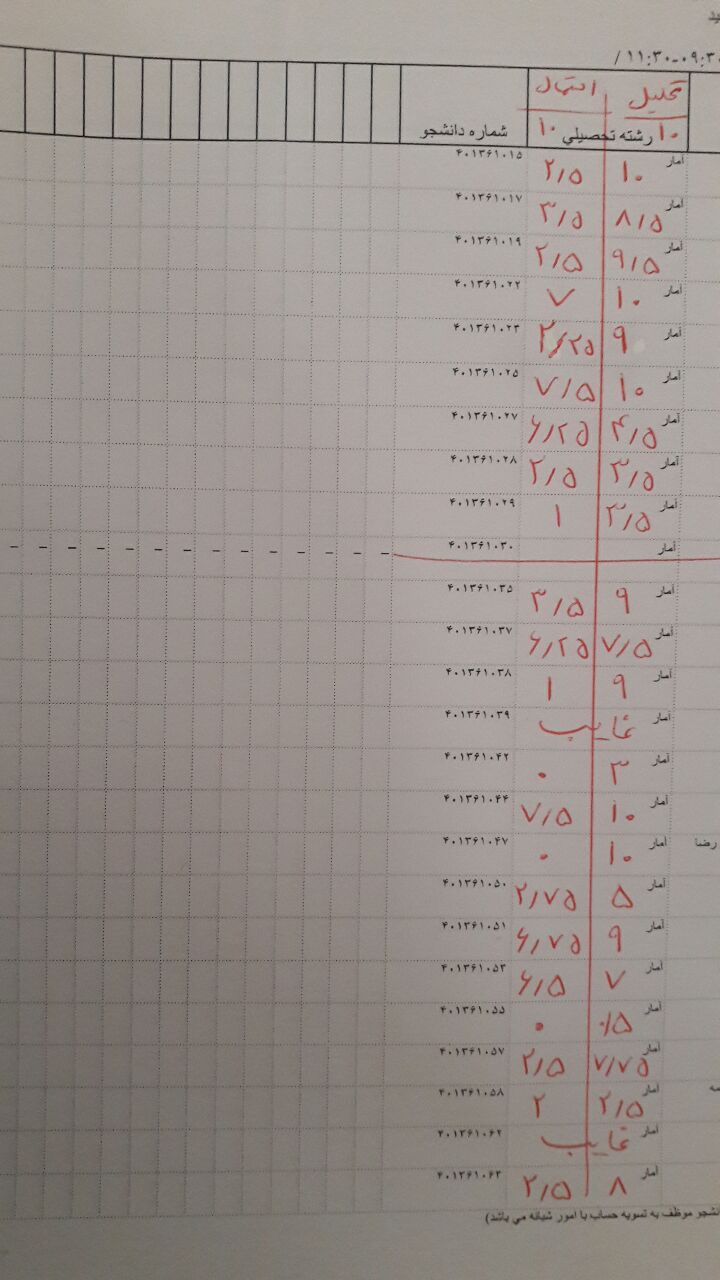 ۱۱:۳۰-۰۹:۳۰ /
تحلیل احتمال
۱۰ رشته تحصیلی ۱۰ شماره دانشجو
آمار ۱۰ ۲/۵ ۴۰۱۳۶۱۰۱۵
آمار ۸/۵ ۳/۵ ۴۰۱۳۶۱۰۱۷
آمار ۹/۵ ۲/۵ ۴۰۱۳۶۱۰۱۹
آمار ۱۰ ۷ ۴۰۱۳۶۱۰۲۲
آمار ۹ ۲/۲۵ ۴۰۱۳۶۱۰۲۳
آمار ۱۰ ۷/۵ ۴۰۱۳۶۱۰۲۵
آمار ۴/۵ ۶/۲۵ ۴۰۱۳۶۱۰۲۷
آمار ۳/۵ ۲/۵ ۴۰۱۳۶۱۰۲۸
آمار ۳/۵ ۱ ۴۰۱۳۶۱۰۲۹
آمار ۴۰۱۳۶۱۰۳۰ - - - - - - - - - - - - - -
آمار ۹ ۳/۵ ۴۰۱۳۶۱۰۳۵
آمار ۷/۵ ۶/۲۵ ۴۰۱۳۶۱۰۳۷
آمار ۹ ۱ ۴۰۱۳۶۱۰۳۸
آمار غایب ۴۰۱۳۶۱۰۳۹
آمار ۳ ۰ ۴۰۱۳۶۱۰۴۲
آمار ۱۰ ۷/۵ ۴۰۱۳۶۱۰۴۴
رضا آمار ۱۰ ۰ ۴۰۱۳۶۱۰۴۷
آمار ۵ ۲/۷۵ ۴۰۱۳۶۱۰۵۰
آمار ۹ ۶/۷۵ ۴۰۱۳۶۱۰۵۱
آمار ۷ ۶/۵ ۴۰۱۳۶۱۰۵۳
آمار ۰/۵ ۰ ۴۰۱۳۶۱۰۵۵
آمار ۷/۷۵ ۲/۵ ۴۰۱۳۶۱۰۵۷
آمار ۲/۵ ۲ ۴۰۱۳۶۱۰۵۸
آمار غایب ۴۰۱۳۶۱۰۶۲
آمار ۸ ۲/۵ ۴۰۱۳۶۱۰۶۳
دانشجو موظف به تسویه حساب با امور شبانه می باشد)